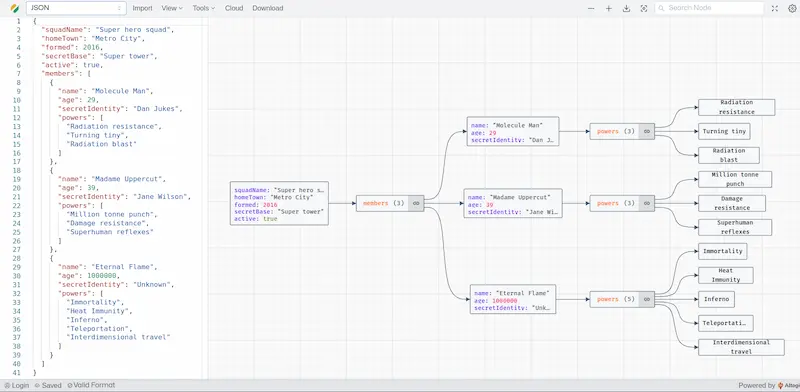 JSON
Import
View
Tools
Cloud
Download
Search Node
1 {
2 "squadName": "Super hero squad",
3 "homeTown": "Metro City",
4 "formed": 2016,
5 "secretBase": "Super tower",
6 "active": true,
7 "members": [
8 {
9 "name": "Molecule Man",
10 "age": 29,
11 "secretIdentity": "Dan Jukes",
12 "powers": [
13 "Radiation resistance",
14 "Turning tiny",
15 "Radiation blast"
16 ]
17 },
18 {
19 "name": "Madame Uppercut",
20 "age": 39,
21 "secretIdentity": "Jane Wilson",
22 "powers": [
23 "Million tonne punch",
24 "Damage resistance",
25 "Superhuman reflexes"
26 ]
27 },
28 {
29 "name": "Eternal Flame",
30 "age": 1000000,
31 "secretIdentity": "Unknown",
32 "powers": [
33 "Immortality",
34 "Heat Immunity",
35 "Inferno",
36 "Teleportation",
37 "Interdimensional travel"
38 ]
39 }
40 ]
41 }
squadName: "Super hero s…
homeTown: "Metro City"
formed: 2016
secretBase: "Super tower"
active: true
members (3)
name: "Molecule Man"
age: 29
secretIdentity: "Dan J…
powers (3)
Radiation
resistance
Turning tiny
Radiation
blast
name: "Madame Uppercut"
age: 39
secretIdentity: "Jane Wi…
powers (3)
Million tonne
punch
Damage
resistance
Superhuman
reflexes
name: "Eternal Flame"
age: 1000000
secretIdentity: "Unk…
powers (5)
Immortality
Heat
Immunity
Inferno
Teleportati…
Interdimensional
travel
Login
Saved
Valid Format
Powered by